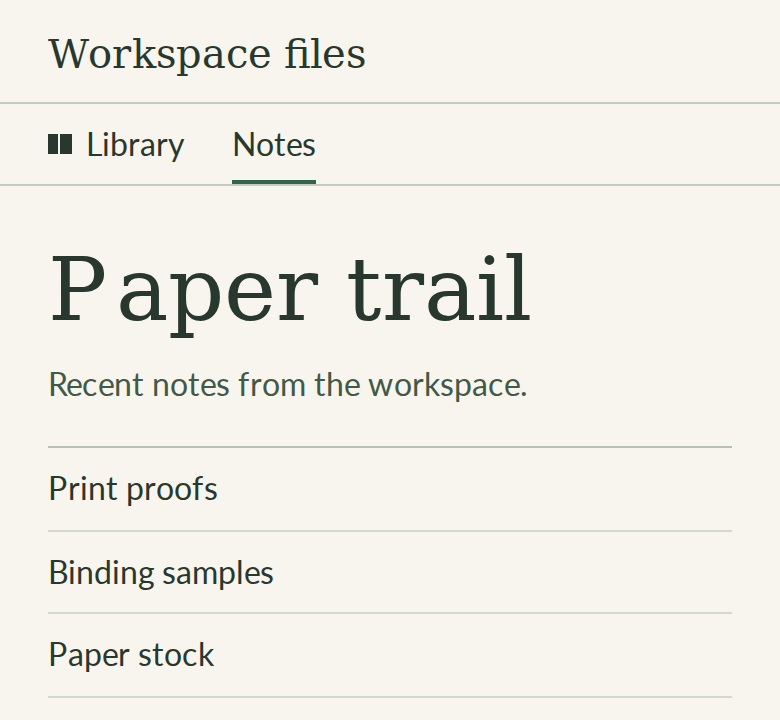 Workspace files
Library Notes
Paper trail
Recent notes from the workspace.
Print proofs
Binding samples
Paper stock